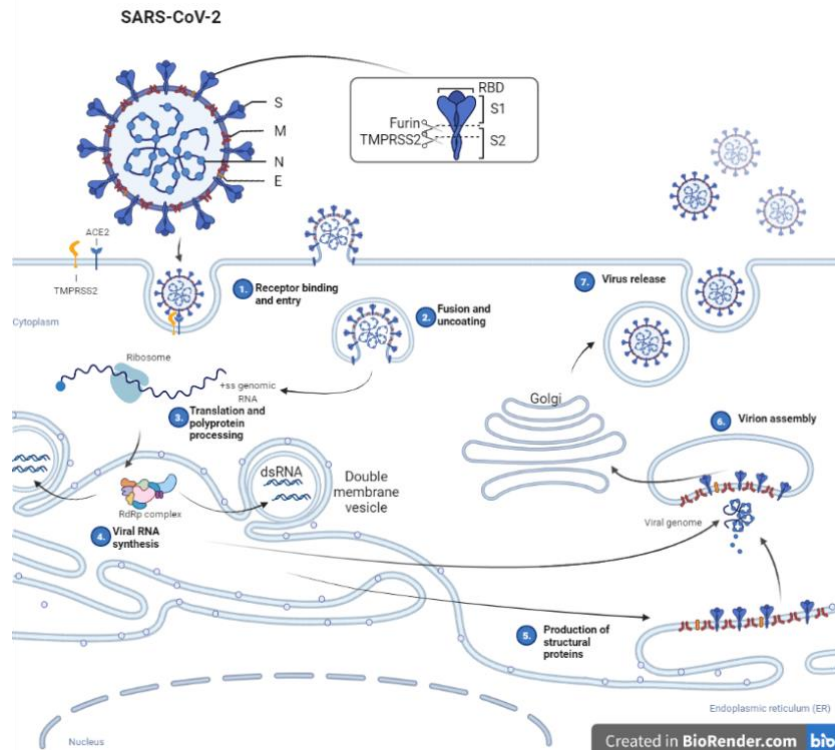 SARS-CoV-2
RBD
S1
Furin
TMPRSS2
S2
S
M
N
E
ACE2
TMPRSS2
1. Receptor binding
and entry
7. Virus release
Cytoplasm
2. Fusion and
uncoating
Ribosome
+ss genomic
RNA
3. Translation and
polyprotein
processing
Golgi
6. Virion assembly
dsRNA
Double
membrane
vesicle
RdRp complex
4. Viral RNA
synthesis
Viral genome
5. Production of
structural
proteins
Endoplasmic reticulum (ER)
Nucleus
Created in BioRender.com bio